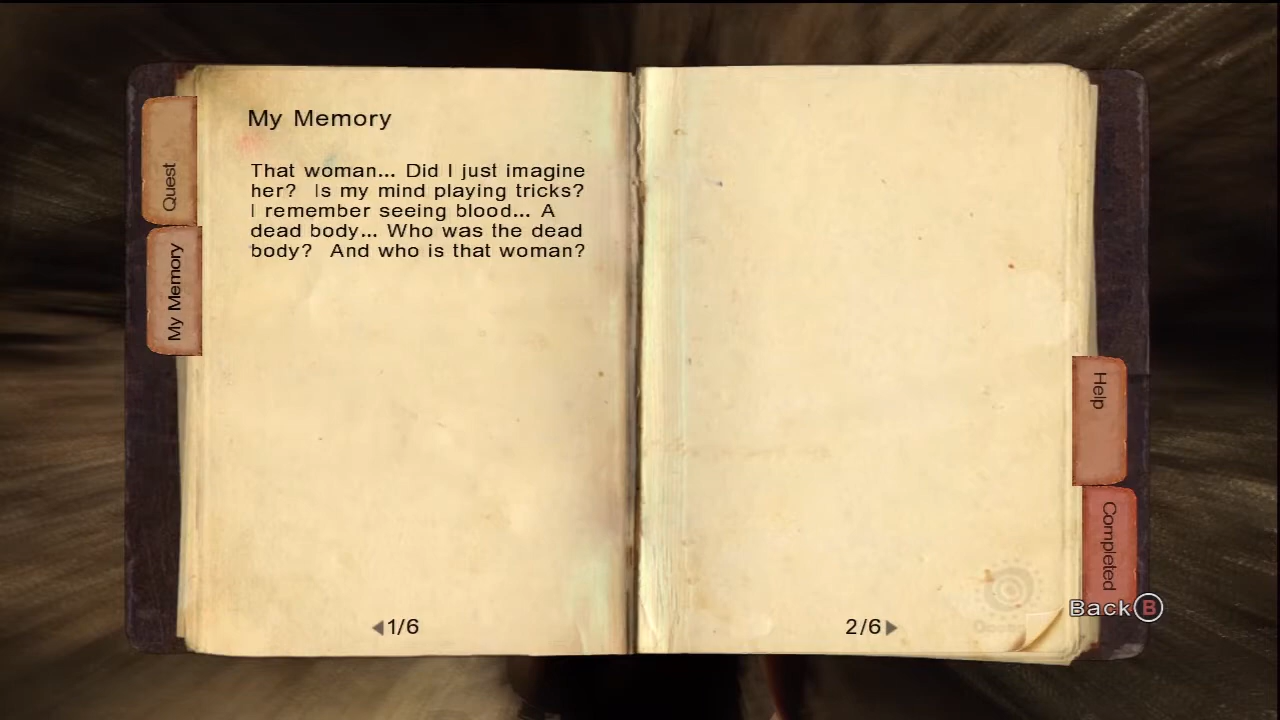 My Memory
That woman... Did I just imagine
her?  Is my mind playing tricks?
I remember seeing blood... A
dead body... Who was the dead
body?  And who is that woman?
Quest
My Memory
Help
Completed
Back B
1/6
2/6